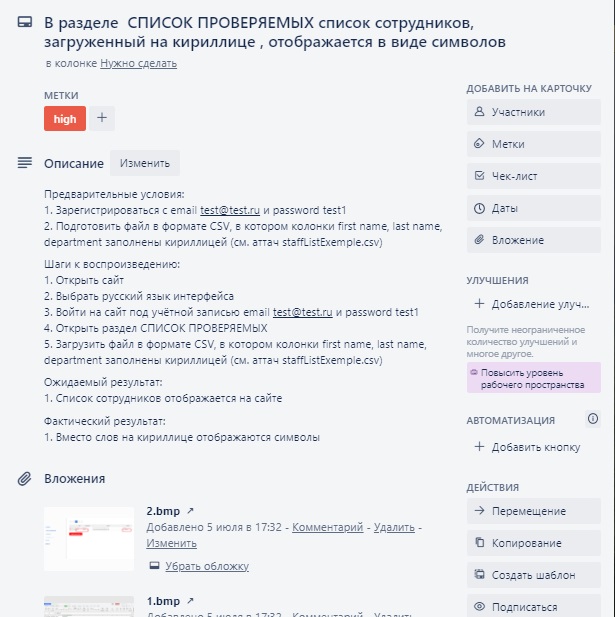 В разделе СПИСОК ПРОВЕРЯЕМЫХ список сотрудников,
загруженный на кириллице , отображается в виде символов
в колонке Нужно сделать
МЕТКИ
high
+
Описание
Изменить
Предварительные условия:
1. Зарегистрироваться с email test@test.ru и password test1
2. Подготовить файл в формате CSV, в котором колонки first name, last name,
department заполнены кириллицей (см. аттач staffListExemple.csv)
Шаги к воспроизведению:
1. Открыть сайт
2. Выбрать русский язык интерфейса
3. Войти на сайт под учётной записью email test@test.ru и password test1
4. Открыть раздел СПИСОК ПРОВЕРЯЕМЫХ
5. Загрузить файл в формате CSV, в котором колонки first name, last name,
department заполнены кириллицей (см. аттач staffListExemple.csv)
Ожидаемый результат:
1. Список сотрудников отображается на сайте
Фактический результат:
1. Вместо слов на кириллице отображаются символы
Вложения
2.bmp ↗
Добавлено 5 июля в 17:32 - Комментарий - Удалить -
Изменить
Убрать обложку
1.bmp ↗
Добавлено 5 июля в 17:32 - Комментарий - Удалить
ДОБАВИТЬ НА КАРТОЧКУ
Участники
Метки
Чек-лист
Даты
Вложение
УЛУЧШЕНИЯ
+ Добавление улуч...
Получите неограниченное
количество улучшений и
многое другое.
Повысить уровень
рабочего пространства
АВТОМАТИЗАЦИЯ
+ Добавить кнопку
ДЕЙСТВИЯ
Перемещение
Копирование
Создать шаблон
Подписаться